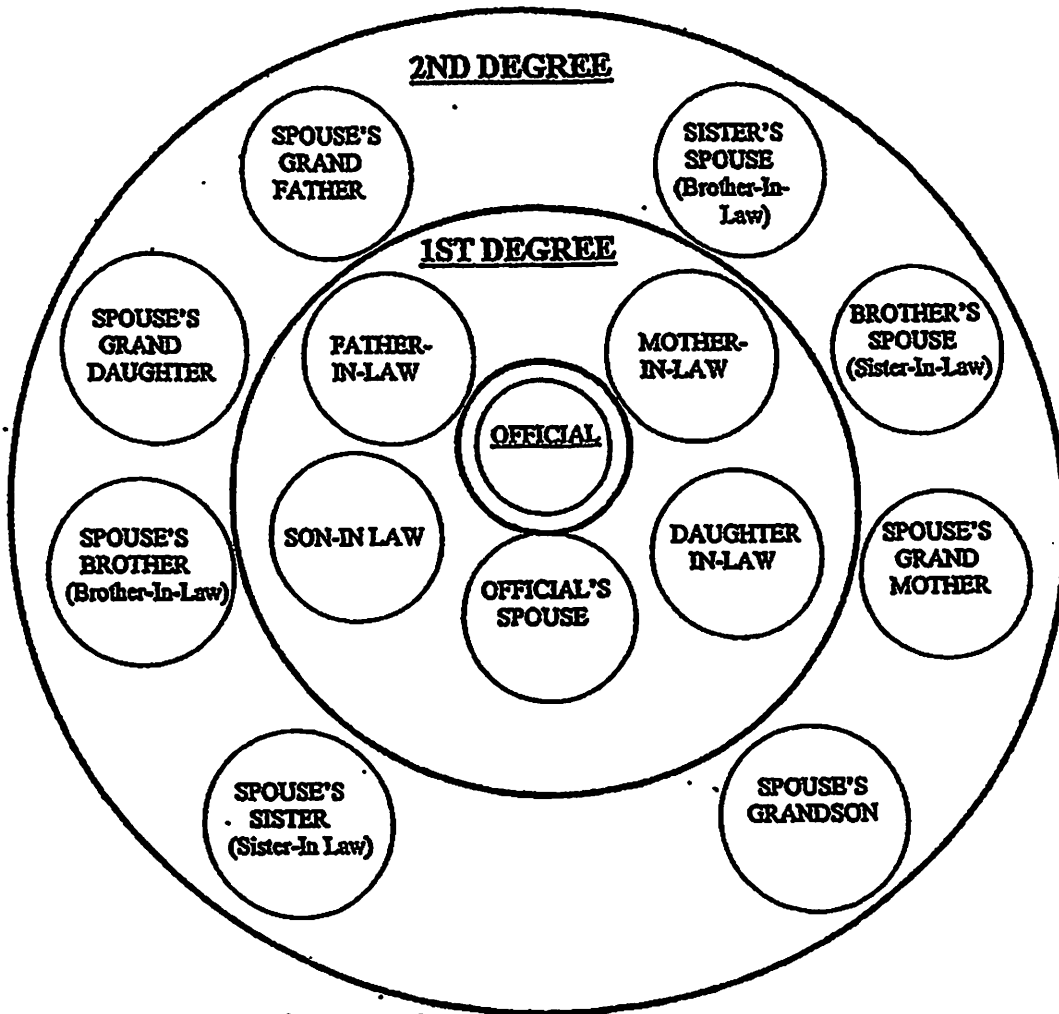 2ND DEGREE
SPOUSE'S
GRAND
FATHER
SISTER'S
SPOUSE
(Brother-In-
Law)
1ST DEGREE
SPOUSE'S
GRAND
DAUGHTER
FATHER-
IN-LAW
MOTHER-
IN-LAW
BROTHER'S
SPOUSE
(Sister-In-Law)
OFFICIAL
SPOUSE'S
BROTHER
(Brother-In-Law)
SON-IN LAW
OFFICIAL'S
SPOUSE
DAUGHTER
IN-LAW
SPOUSE'S
GRAND
MOTHER
SPOUSE'S
SISTER
(Sister-In Law)
SPOUSE'S
GRANDSON